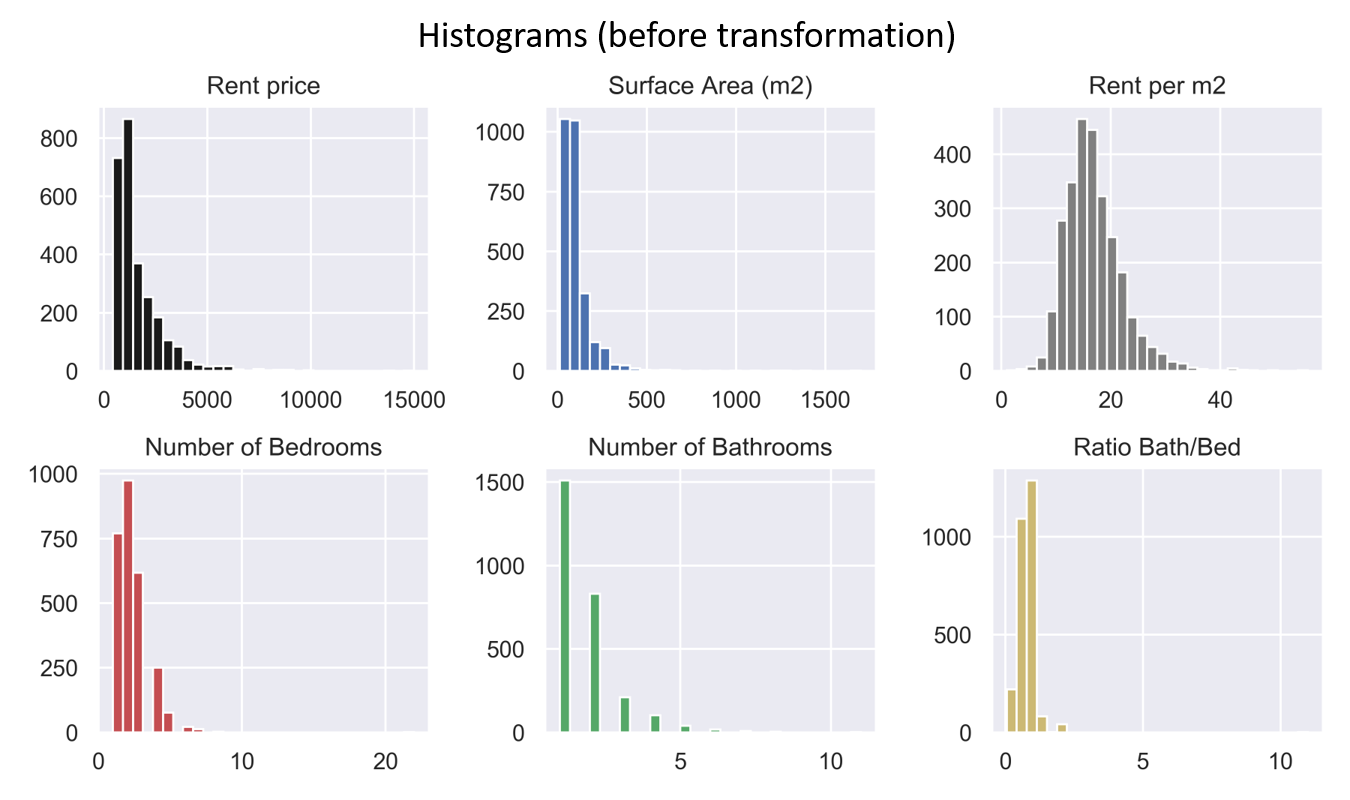 Histograms (before transformation)
Rent price
Surface Area (m2)
Rent per m2
800
600
400
200
0
0 5000 10000 15000
1000
750
500
250
0
0 500 1000 1500
400
300
200
100
0
0 20 40
Number of Bedrooms
Number of Bathrooms
Ratio Bath/Bed
1000
750
500
250
0
0 10 20
1500
1000
500
0
5 10
1000
500
0
0 5 10